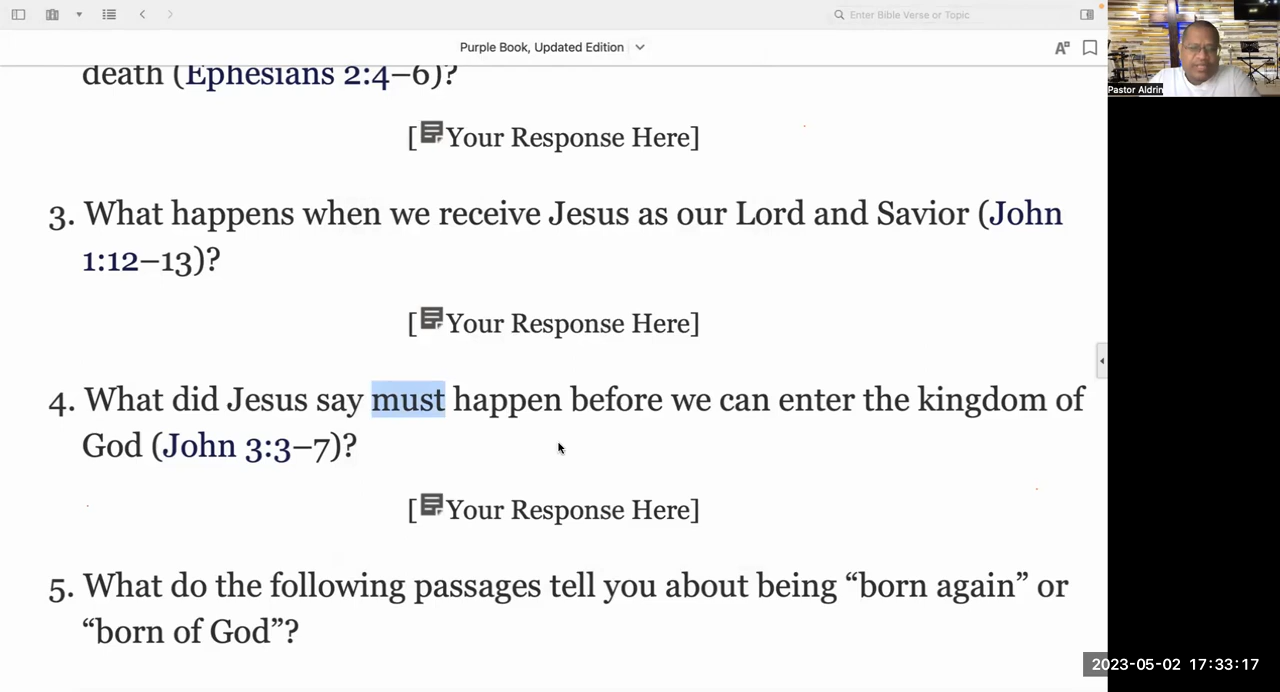 Enter Bible Verse or Topic
Purple Book, Updated Edition
death (Ephesians 2:4–6)?
[Your Response Here]
3. What happens when we receive Jesus as our Lord and Savior (John
1:12–13)?
[Your Response Here]
4. What did Jesus say must happen before we can enter the kingdom of
God (John 3:3–7)?
[Your Response Here]
5. What do the following passages tell you about being “born again” or
“born of God”?
Pastor Aldrin
2023-05-02 17:33:17